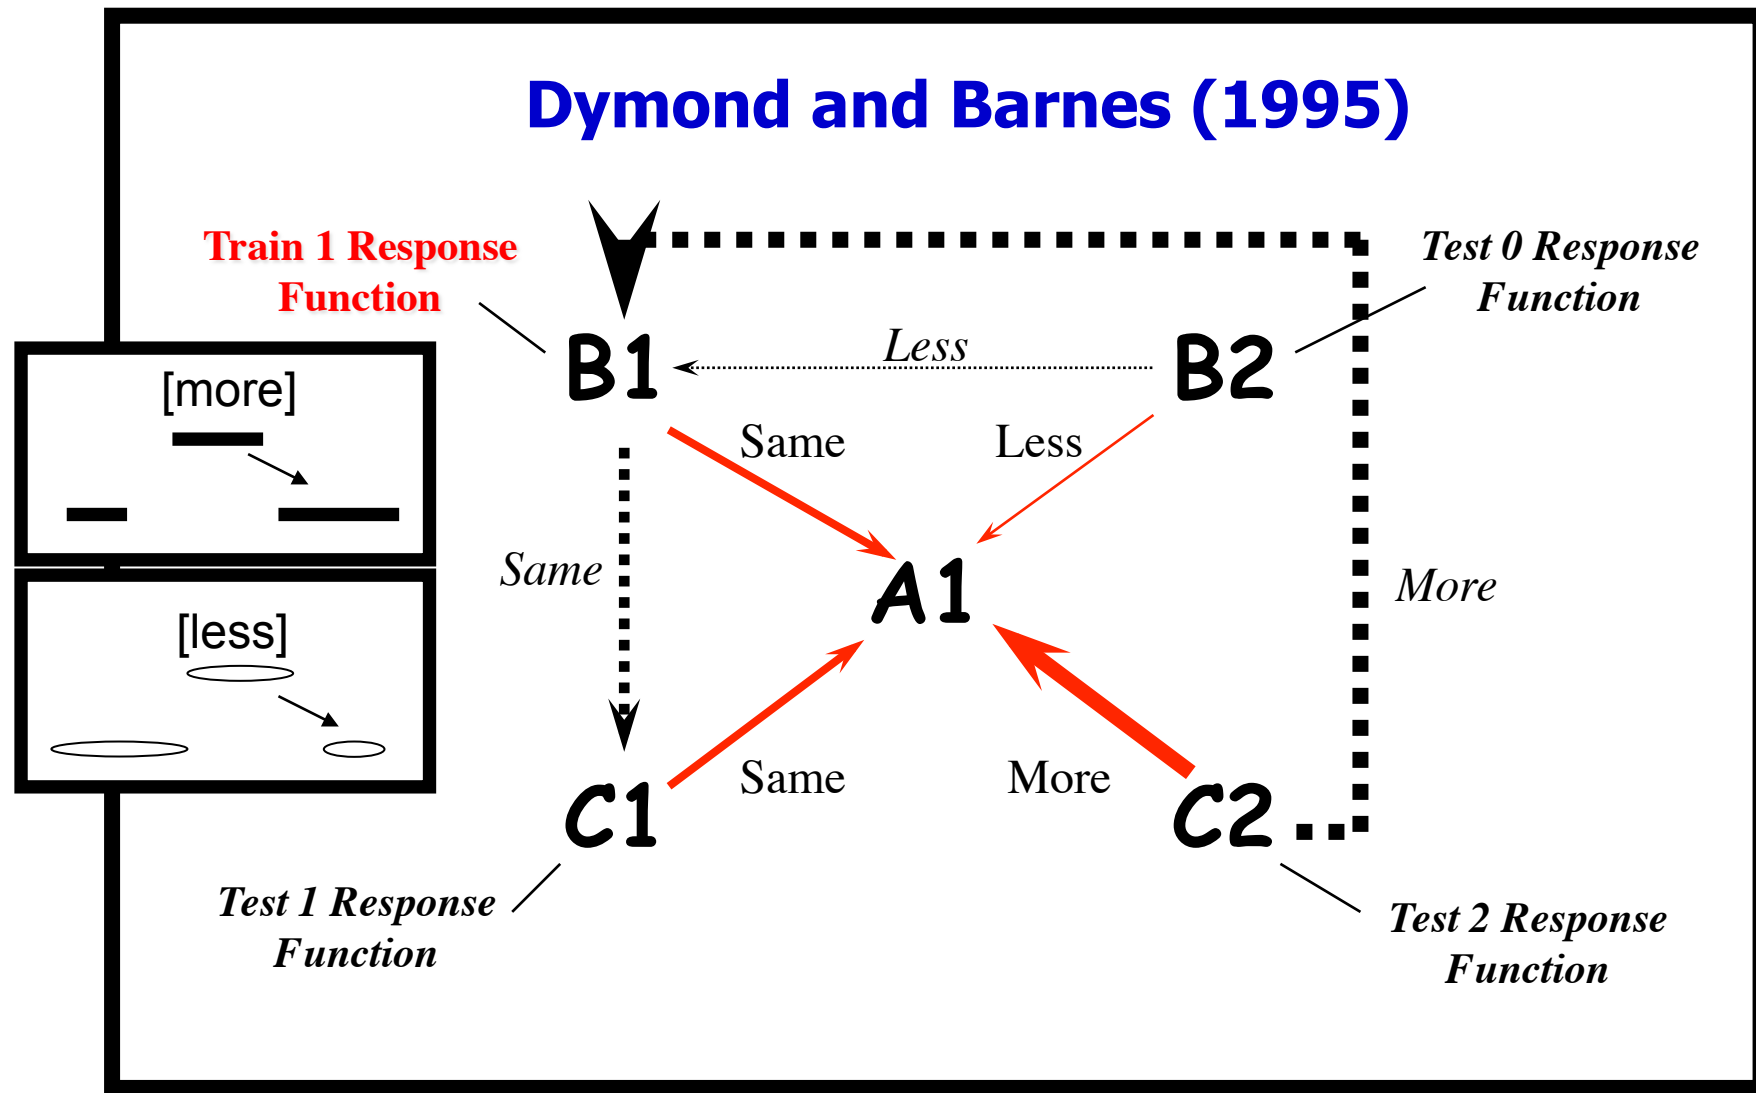 Dymond and Barnes (1995)
Train 1 Response
Function
Test 0 Response
Function
B1
Less
B2
[more]
Same
Less
Same
A1
More
[less]
Same
More
C1
C2
Test 1 Response
Function
Test 2 Response
Function